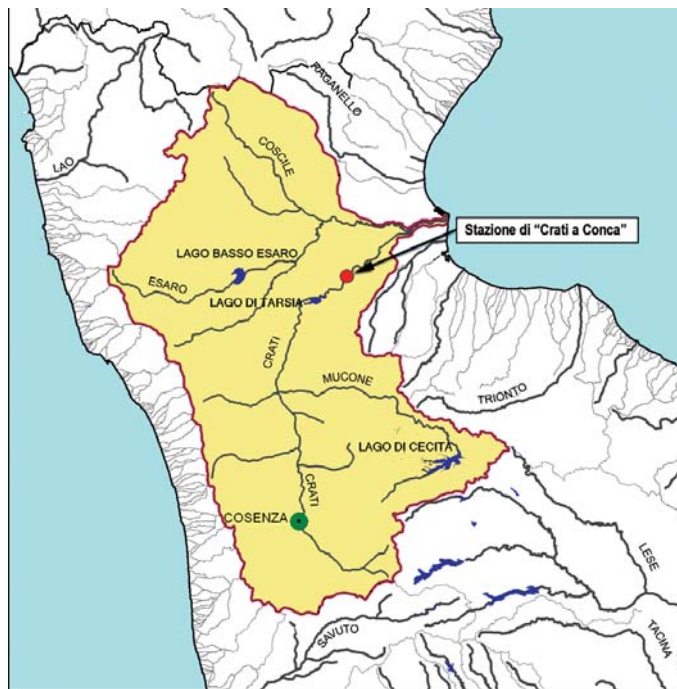 RAGANELLO
COSCILE
LAO
Stazione di "Crati a Conca"
LAGO BASSO ESARO
ESARO
LAGO DI TARSIA
CRATI
MUCONE
TRIONTO
LAGO DI CECITA
CRATI
COSENZA
LESE
SAVUTO
TACINA